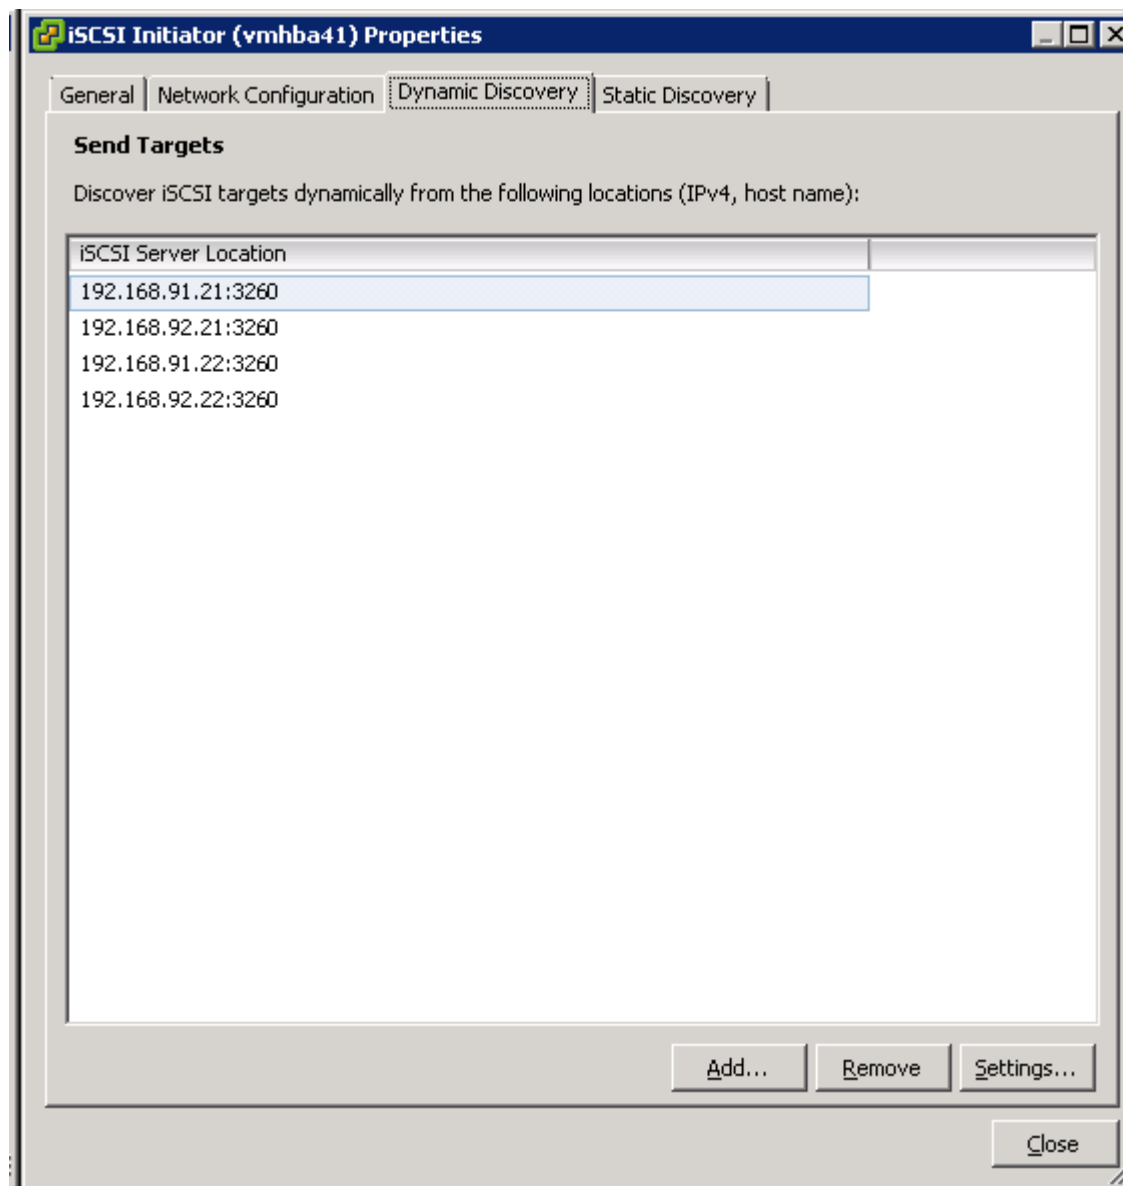 iSCSI Initiator (vmhba41) Properties
General Network Configuration Dynamic Discovery Static Discovery
Send Targets
Discover iSCSI targets dynamically from the following locations (IPv4, host name):
iSCSI Server Location
192.168.91.21:3260
192.168.92.21:3260
192.168.91.22:3260
192.168.92.22:3260
Add... Remove Settings...
Close